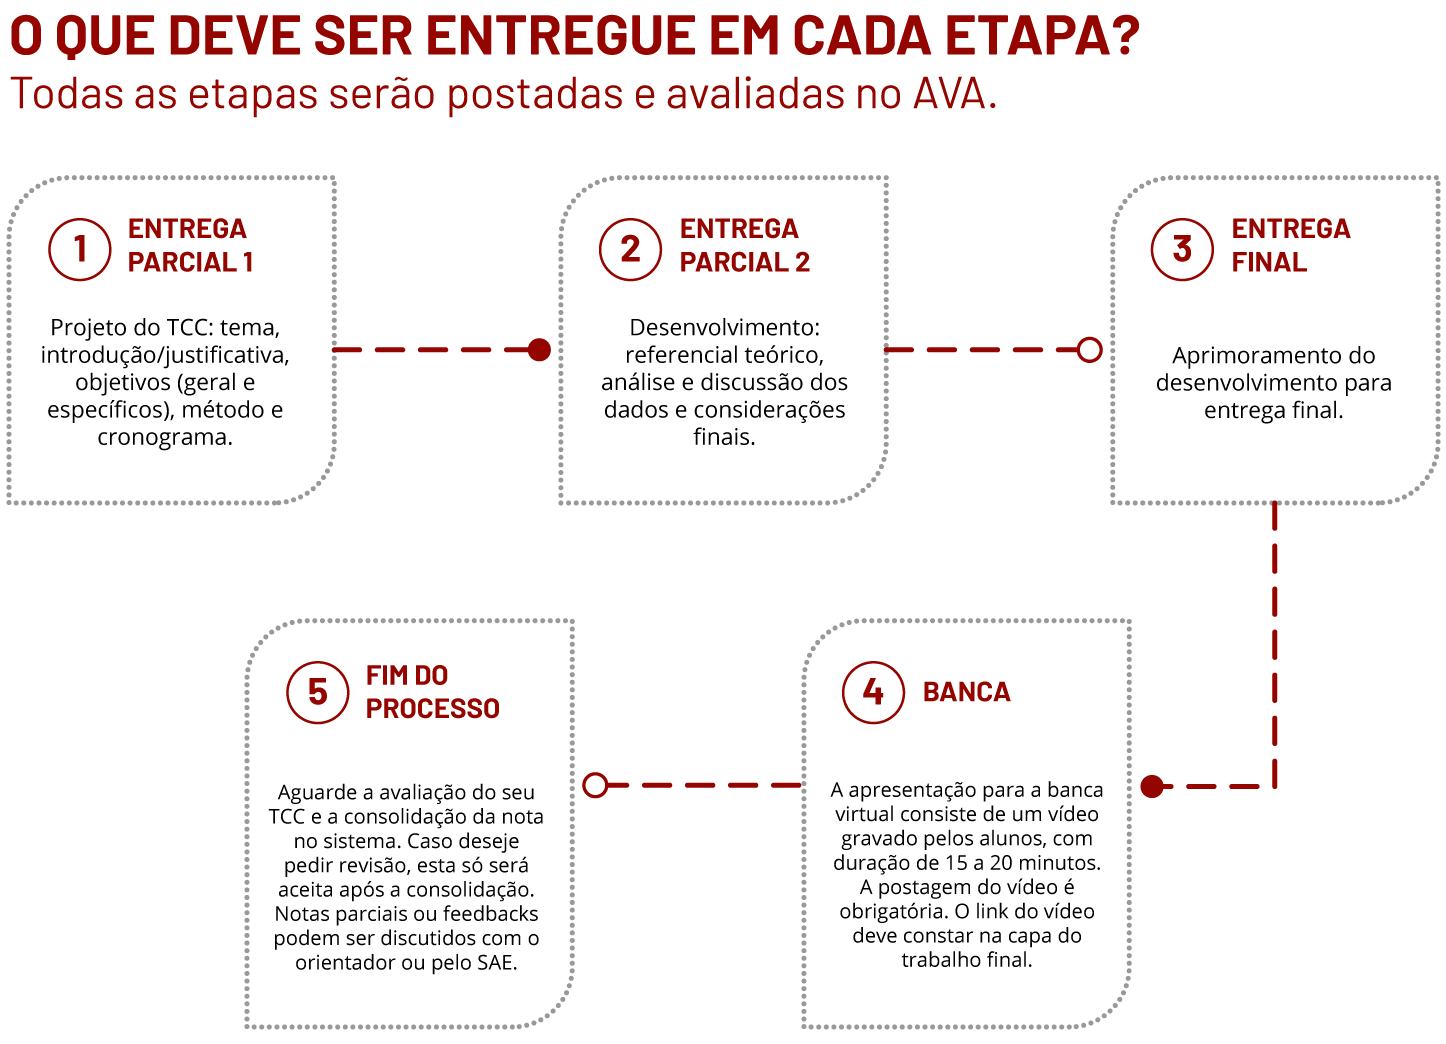 O QUE DEVE SER ENTREGUE EM CADA ETAPA?
Todas as etapas serão postadas e avaliadas no AVA.
1
ENTREGA
PARCIAL 1
Projeto do TCC: tema,
introdução/justificativa,
objetivos (geral e
específicos), método e
cronograma.
2
ENTREGA
PARCIAL 2
Desenvolvimento:
referencial teórico,
análise e discussão dos
dados e considerações
finais.
3
ENTREGA
FINAL
Aprimoramento do
desenvolvimento para
entrega final.
4
BANCA
A apresentação para a banca
virtual consiste de um vídeo
gravado pelos alunos, com
duração de 15 a 20 minutos.
A postagem do vídeo é
obrigatória. O link do vídeo
deve constar na capa do
trabalho final.
5
FIM DO
PROCESSO
Aguarde a avaliação do seu
TCC e a consolidação da nota
no sistema. Caso deseje
pedir revisão, esta só será
aceita após a consolidação.
Notas parciais ou feedbacks
podem ser discutidos com o
orientador ou pelo SAE.